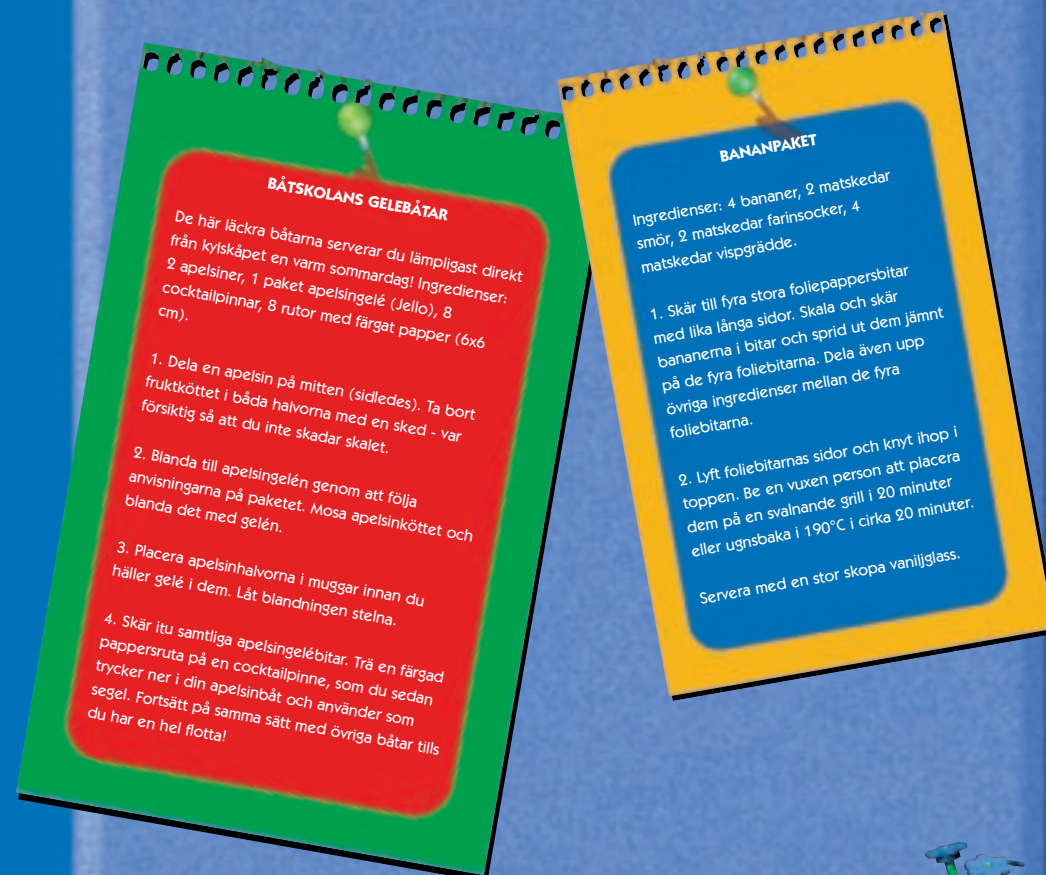 BÅTSKOLANS GELEBÅTAR
De här läckra båtarna serverar du lämpligast direkt
från kylskåpet en varm sommardag! Ingredienser:
2 apelsiner, 1 paket apelsingelé (Jello), 8
cocktailpinnar, 8 rutor med färgat papper (6x6
cm).
1. Dela en apelsin på mitten (sidledes). Ta bort
fruktköttet i båda halvorna med en sked - var
försiktig så att du inte skadar skalet.
2. Blanda till apelsingelén genom att följa
anvisningarna på paketet. Mosa apelsinköttet och
blanda det med gelén.
3. Placera apelsinhalvorna i muggar innan du
häller gelé i dem. Låt blandningen stelna.
4. Skär itu samtliga apelsingelébitar. Trä en färgad
pappersruta på en cocktailpinne, som du sedan
trycker ner i din apelsinbåt och använder som
segel. Fortsätt på samma sätt med övriga båtar tills
du har en hel flotta!
BANANPAKET
Ingredienser: 4 bananer, 2 matskedar
smör, 2 matskedar farinsocker, 4
matskedar vispgrädde.
1. Skär till fyra stora foliepappersbitar
med lika långa sidor. Skala och skär
bananerna i bitar och sprid ut dem jämnt
på de fyra foliebitarna. Dela även upp
övriga ingredienser mellan de fyra
foliebitarna.
2. Lyft foliebitarnas sidor och knyt ihop i
toppen. Be en vuxen person att placera
dem på en svalnande grill i 20 minuter
eller ugnsbaka i 190°C i cirka 20 minuter.
Servera med en stor skopa vaniljglass.